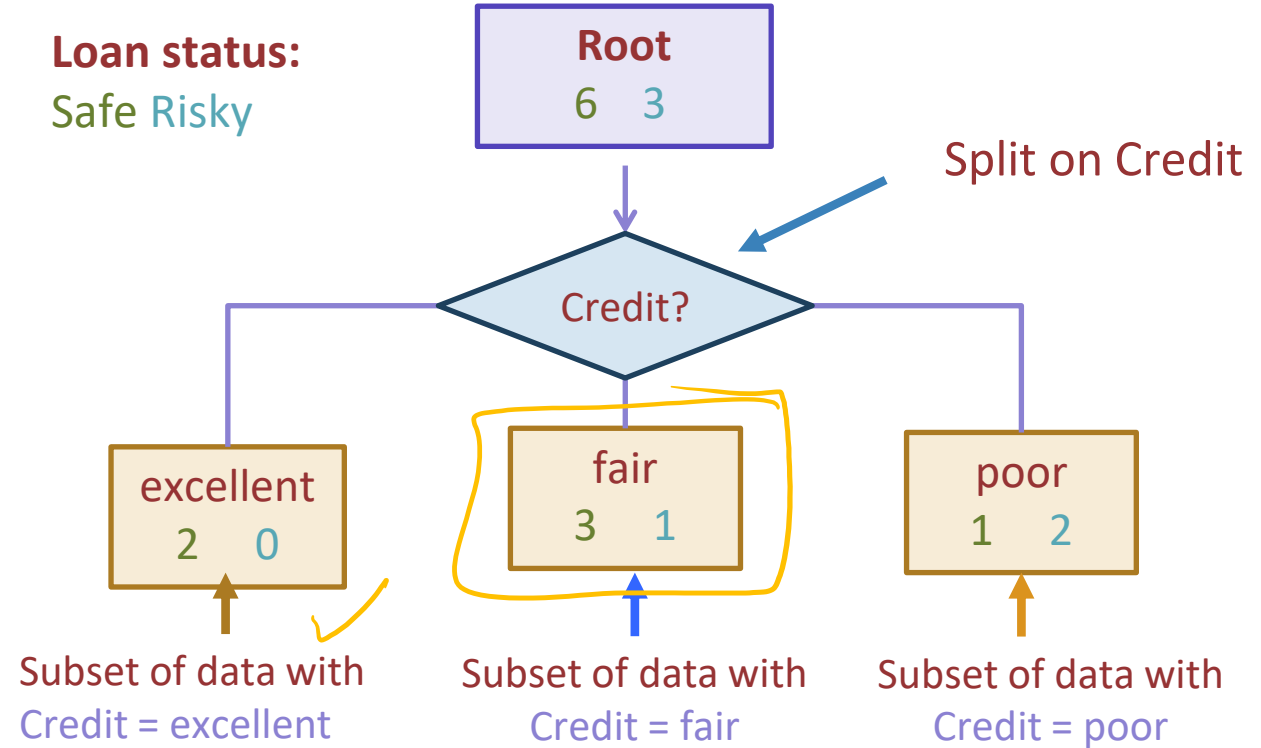 Loan status:
Safe Risky
Root
6 3
Split on Credit
Credit?
excellent
2 0
fair
3 1
poor
1 2
Subset of data with
Credit = excellent
Subset of data with
Credit = fair
Subset of data with
Credit = poor